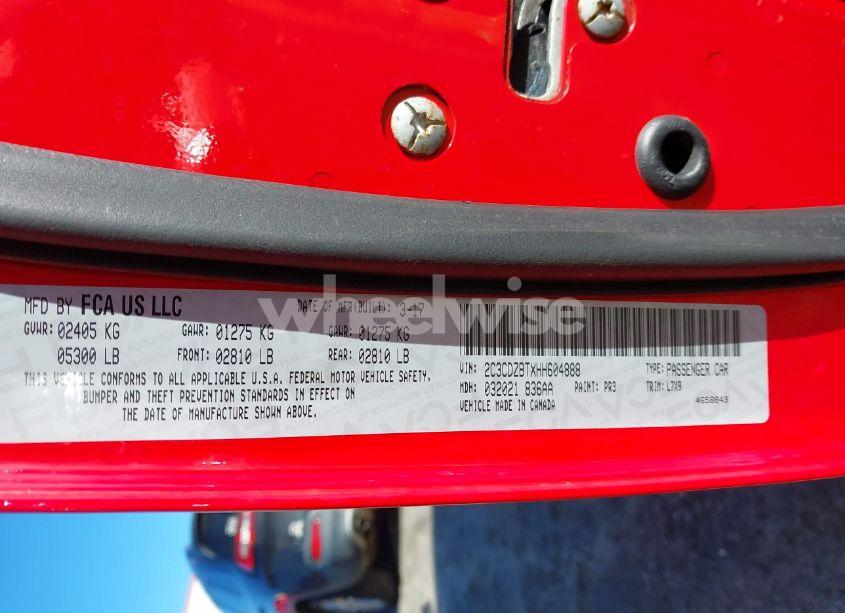 MFD BY FCA US LLC
DATE OF MFR(BUILT): 3-17
GVWR: 02405 KG GAWR: 01275 KG GAWR: 01275 KG
05300 LB FRONT: 02810 LB REAR: 02810 LB
THIS VEHICLE CONFORMS TO ALL APPLICABLE U.S.A. FEDERAL MOTOR VEHICLE SAFETY,
BUMPER AND THEFT PREVENTION STANDARDS IN EFFECT ON
THE DATE OF MANUFACTURE SHOWN ABOVE.
VIN: 2C3CDZBTXHH604888 TYPE: PASSENGER CAR
MDH: 032021 836AA PAINT: PR3 TRIM: L7X9
VEHICLE MADE IN CANADA 4658843
wheelwise